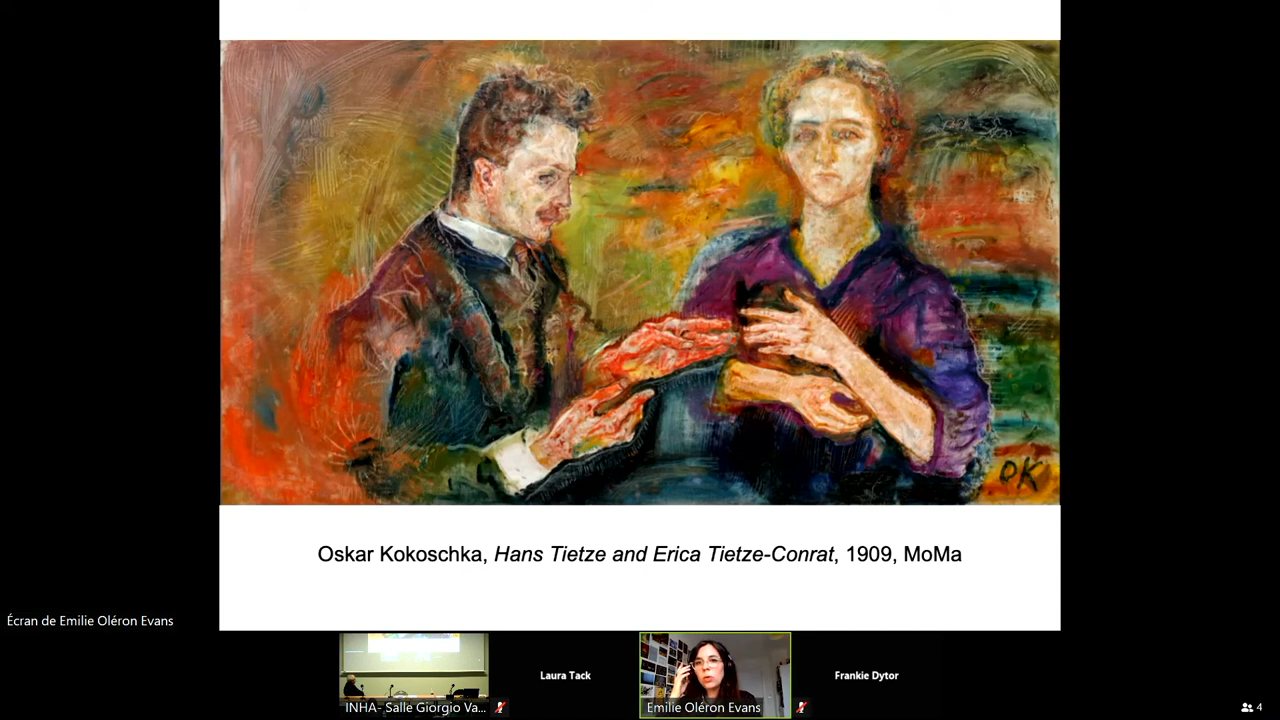 OK
Oskar Kokoschka, Hans Tietze and Erica Tietze-Conrat, 1909, MoMa
Écran de Emilie Oléron Evans
INHA- Salle Giorgio Va...
Laura Tack
Emilie Oléron Evans
Frankie Dytor
4